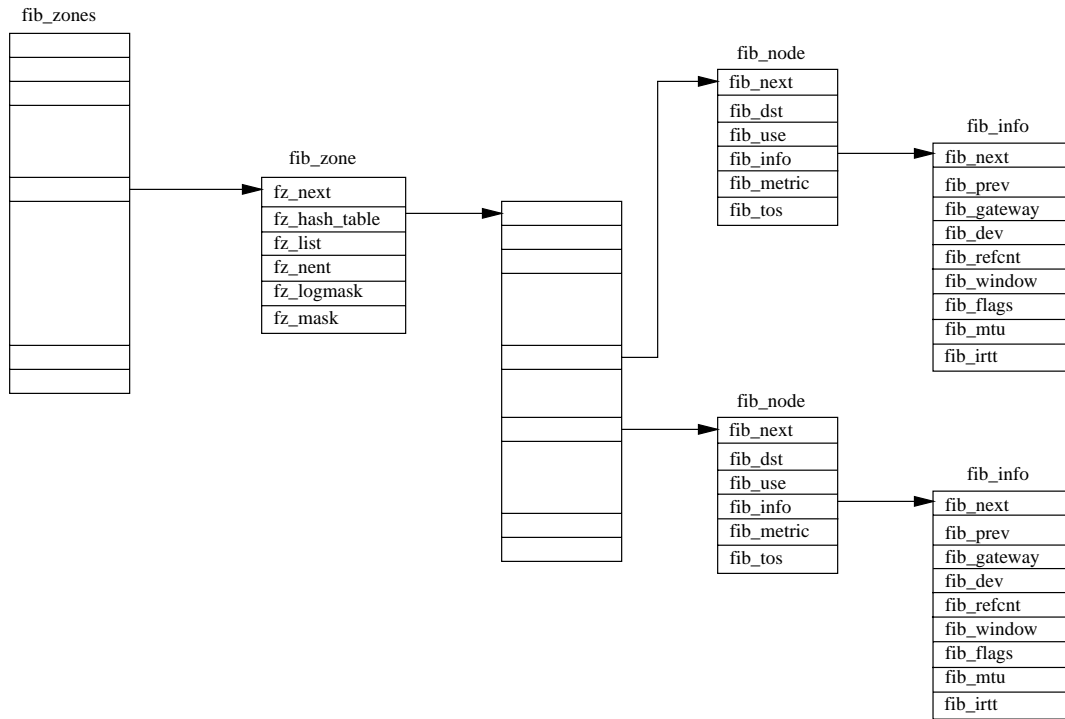 fib_zones
fib_zone
fz_next
fz_hash_table
fz_list
fz_nent
fz_logmask
fz_mask
fib_node
fib_next
fib_dst
fib_use
fib_info
fib_metric
fib_tos
fib_info
fib_next
fib_prev
fib_gateway
fib_dev
fib_refcnt
fib_window
fib_flags
fib_mtu
fib_irtt
fib_node
fib_next
fib_dst
fib_use
fib_info
fib_metric
fib_tos
fib_info
fib_next
fib_prev
fib_gateway
fib_dev
fib_refcnt
fib_window
fib_flags
fib_mtu
fib_irtt